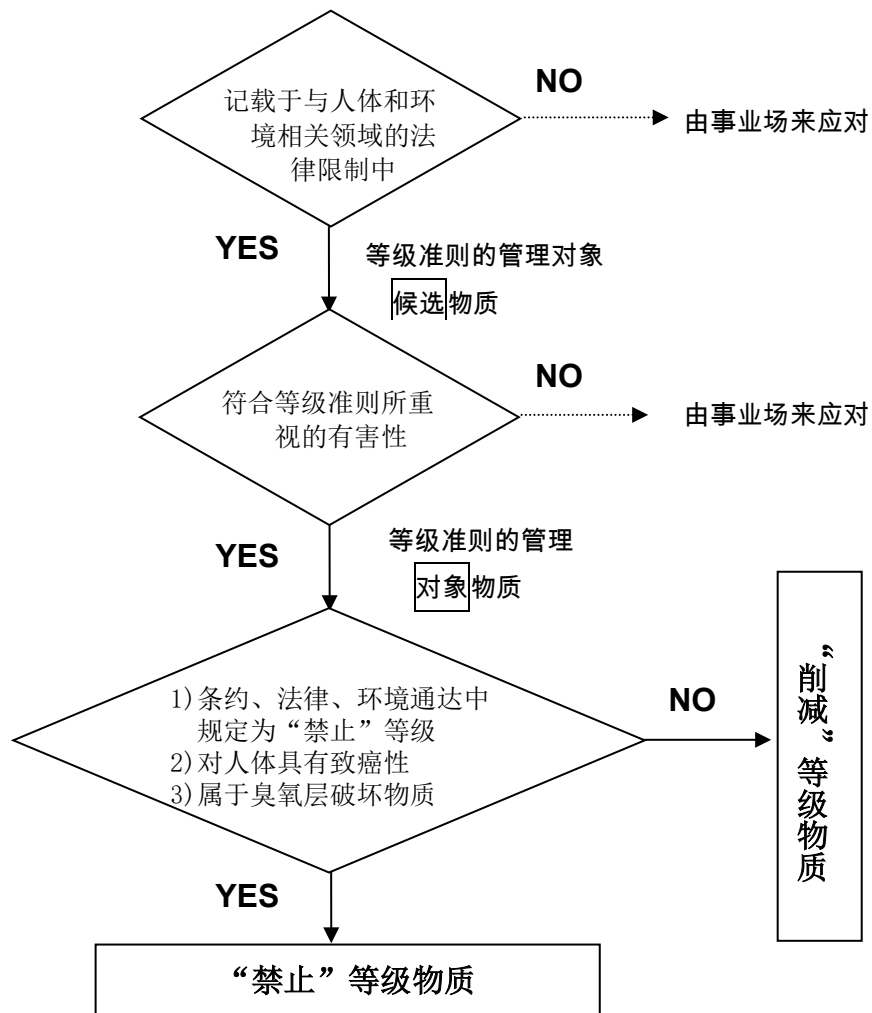 记载于与人体和环
境相关领域的法
律限制中
NO
由事业场来应对
YES
等级准则的管理对象
候选物质
符合等级准则所重
视的有害性
NO
由事业场来应对
YES
等级准则的管理
对象物质
1)条约、法律、环境通达中
规定为“禁止”等级
2)对人体具有致癌性
3)属于臭氧层破坏物质
NO
“削减”等级物质
YES
“禁止”等级物质